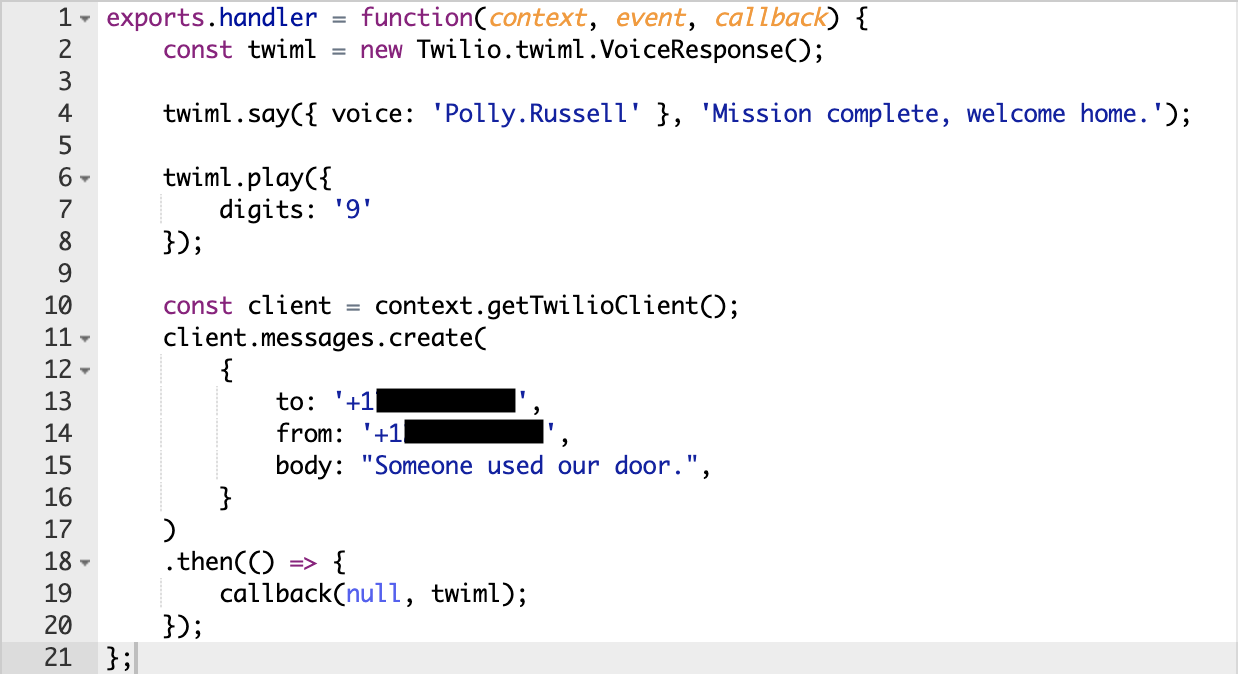 1 exports.handler = function(context, event, callback) {
2     const twiml = new Twilio.twiml.VoiceResponse();
3
4     twiml.say({ voice: 'Polly.Russell' }, 'Mission complete, welcome home.');
5
6     twiml.play({
7         digits: '9'
8     });
9
10     const client = context.getTwilioClient();
11     client.messages.create(
12         {
13             to: '+1',
14             from: '+1',
15             body: "Someone used our door.",
16         }
17     )
18     .then(() => {
19         callback(null, twiml);
20     });
21 };